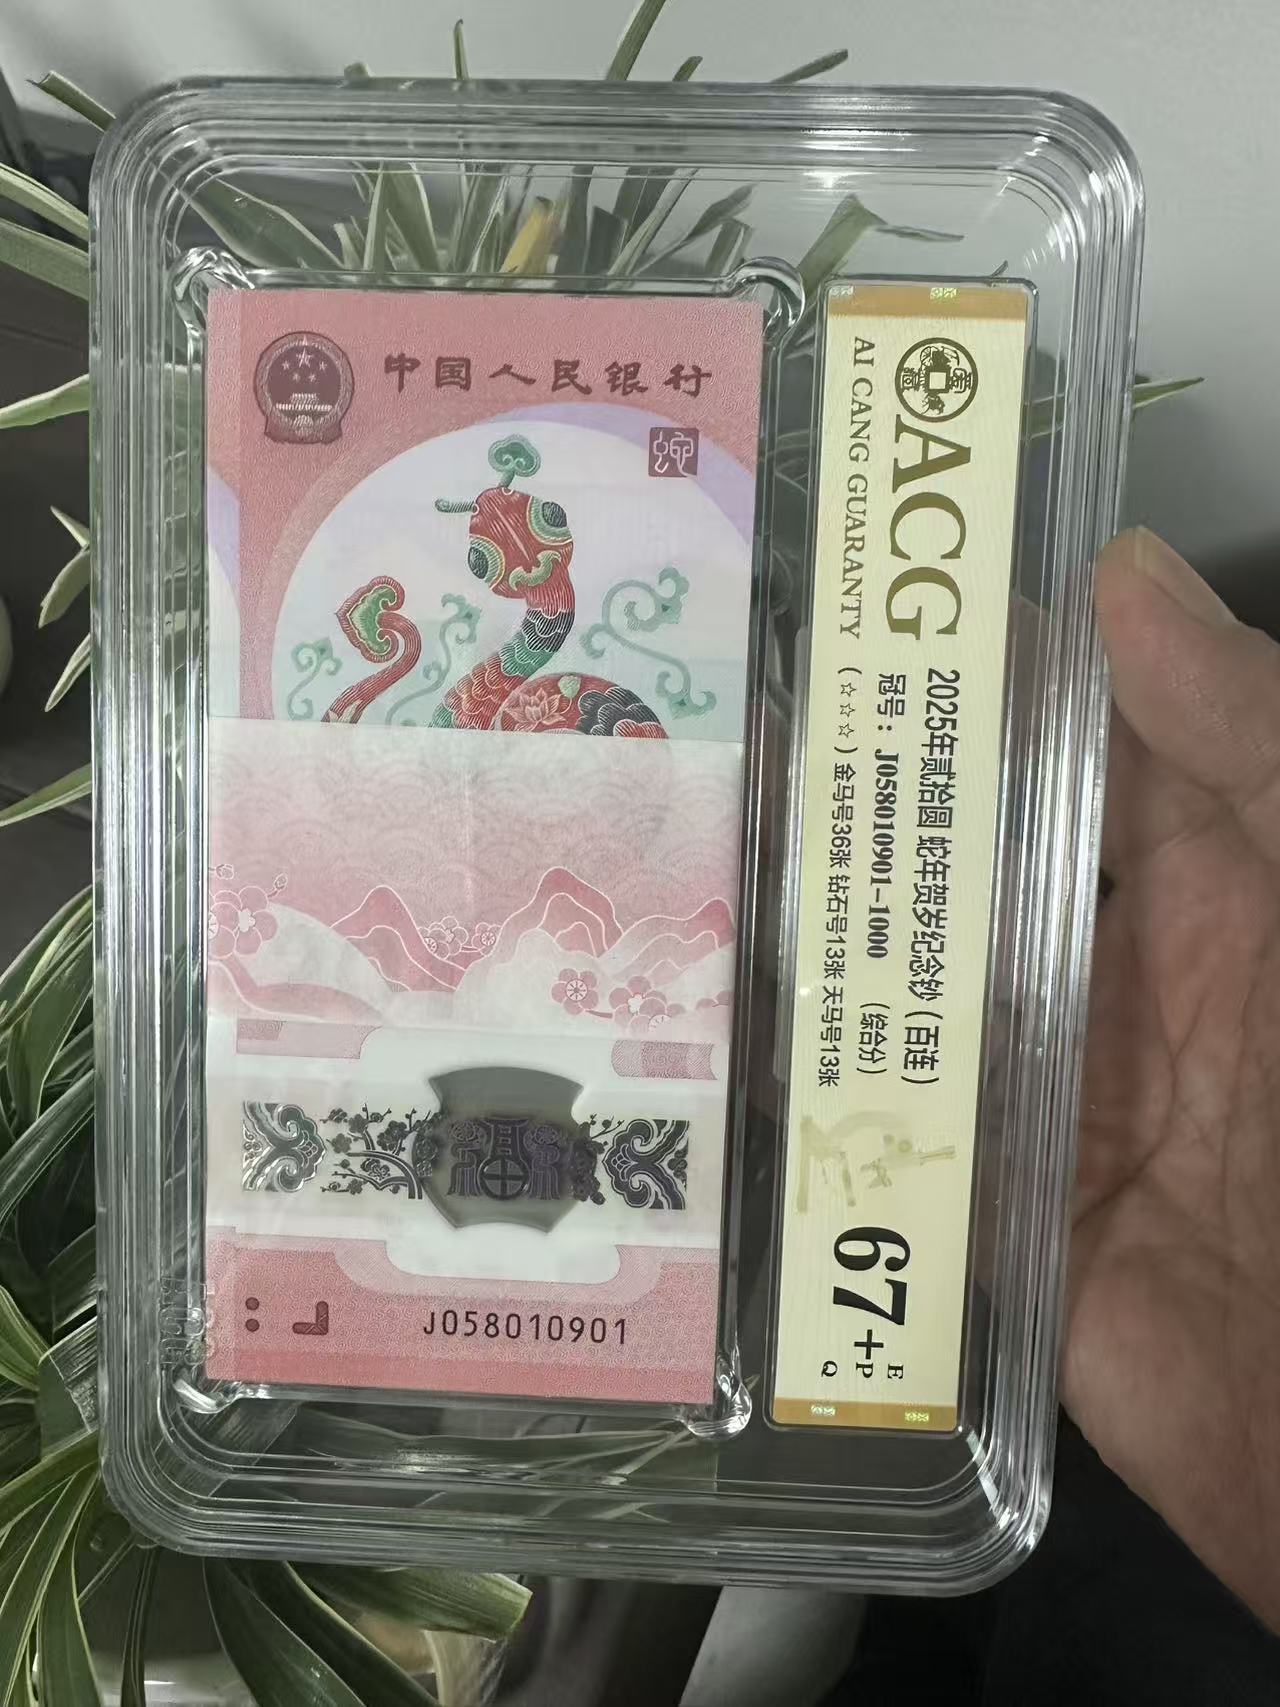 中国人民银行
蛇
J058010901
爱藏
ACG
AI CANG GUARANTY
2025年贰拾圆 蛇年贺岁纪念钞（百连）
冠号：J058010901-1000 （综合分）
（☆☆☆）金马号36张 钻石号13张 天马号13张
67+
E
P
Q